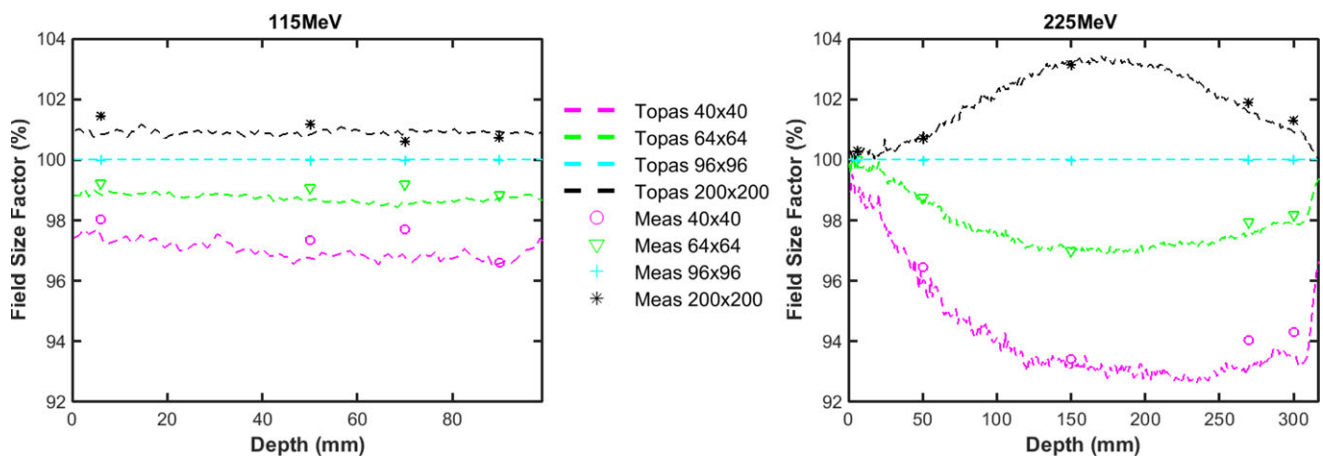 115MeV
Field Size Factor (%)
104
102
100
98
96
94
92
0 20 40 60 80
Depth (mm)
Topas 40x40
Topas 64x64
Topas 96x96
Topas 200x200
Meas 40x40
Meas 64x64
Meas 96x96
Meas 200x200
225MeV
Field Size Factor (%)
104
102
100
98
96
94
92
0 50 100 150 200 250 300
Depth (mm)